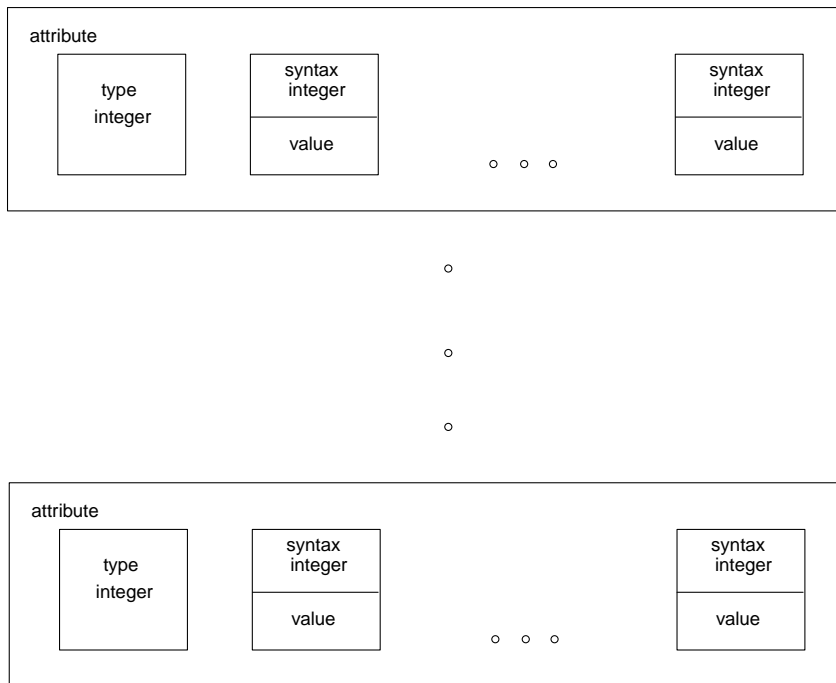 attribute
type
integer
syntax
integer
value
syntax
integer
value
attribute
type
integer
syntax
integer
value
syntax
integer
value